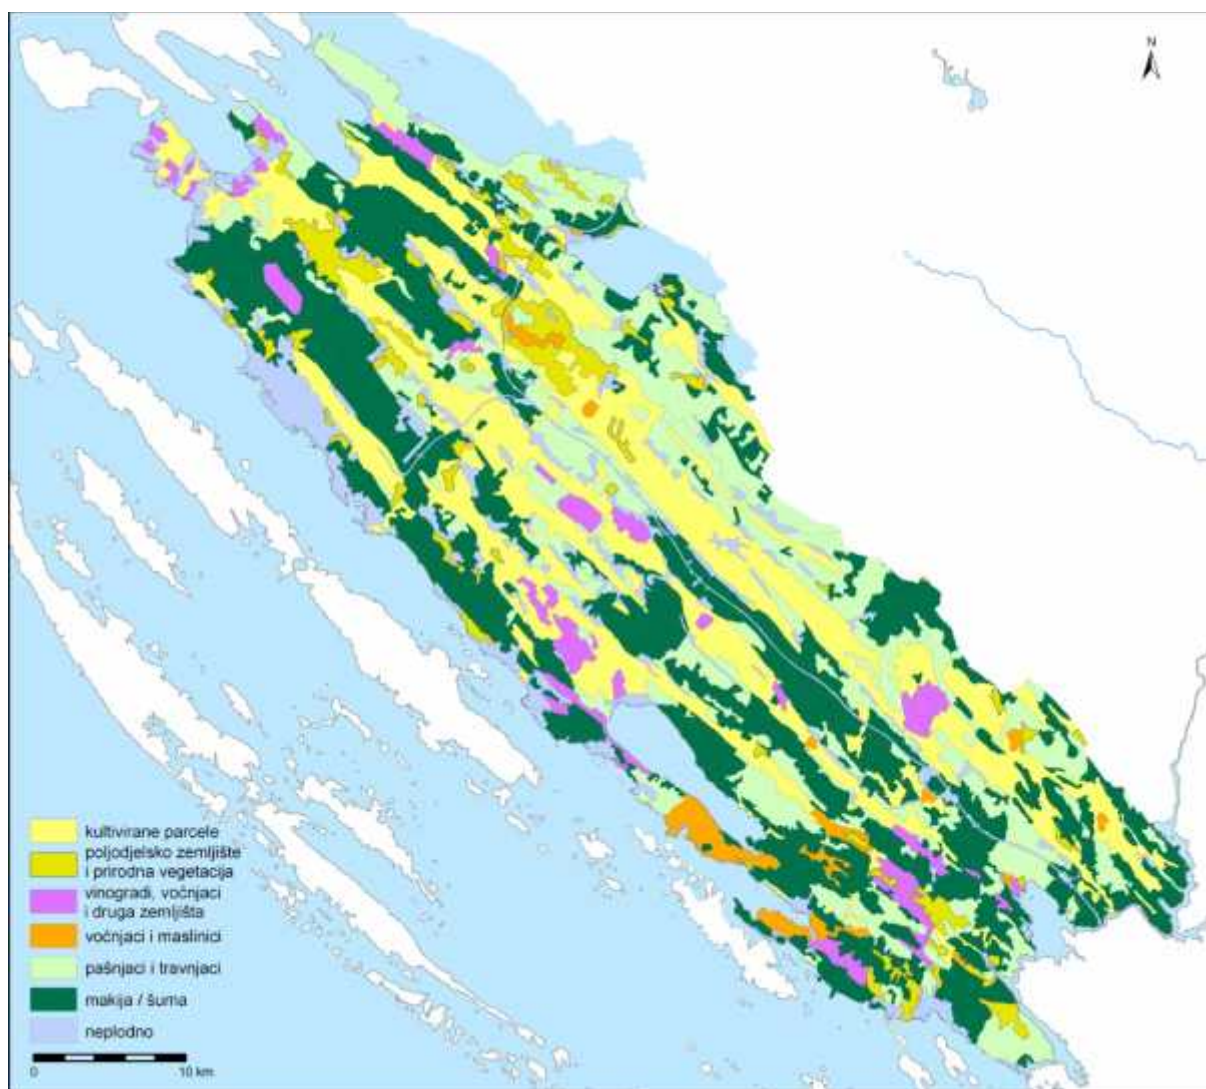 N
kultivirane parcele
poljodjelsko zemljište
i prirodna vegetacija
vinogradi, voćnjaci
i druga zemljišta
voćnjaci i maslinici
pašnjaci i travnjaci
makija / šuma
neplodno
0 10 km